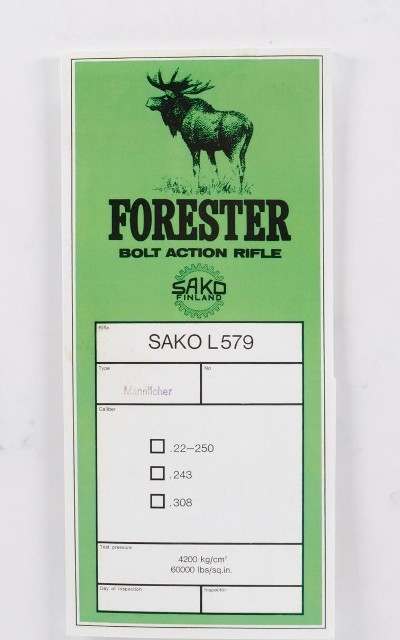 FORESTER
BOLT ACTION RIFLE
SAKO
FINLAND
Rifle
SAKO L579
Type
No
Mannlicher
Caliber
.22-250
.243
.308
Test pressure
4200 kg/cm²
60000 lbs/sq.in.
Day of inspection
Inspector